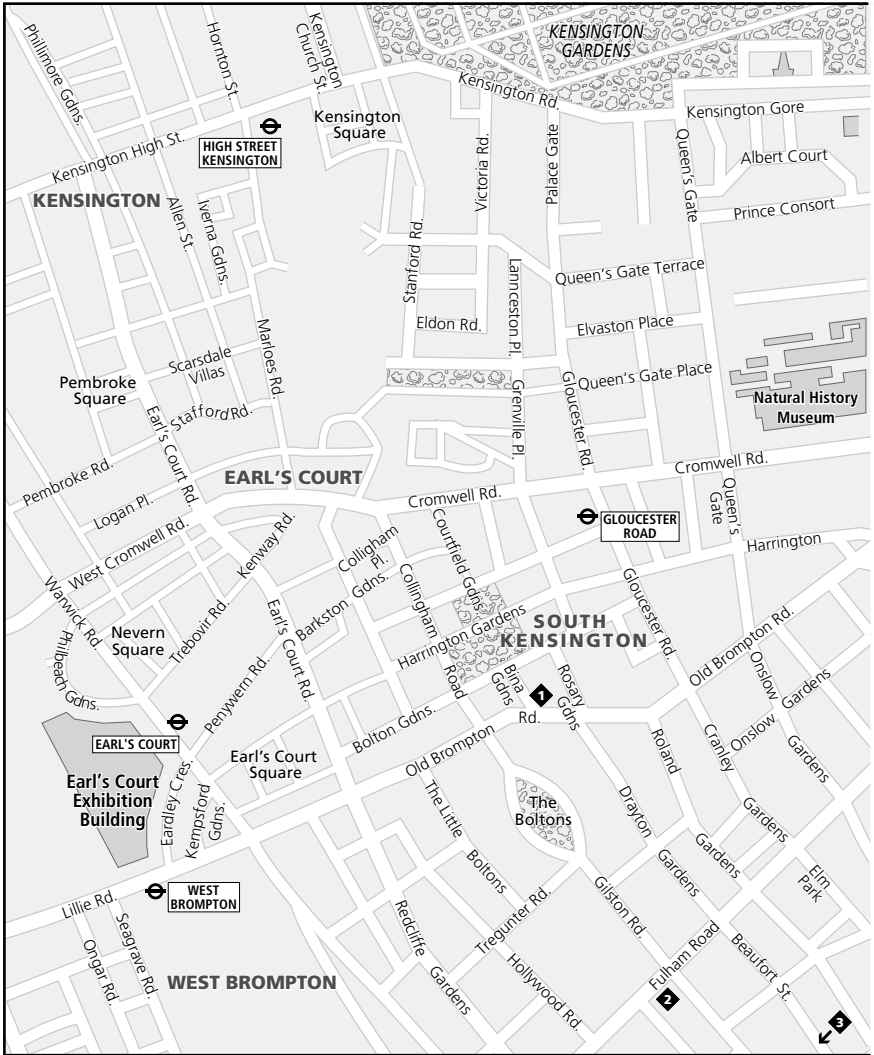 KENSINGTON
GARDENS
Phillimore Gdns.
Hornton St.
Kensington
Church St.
Kensington Rd.
Kensington Gore
Kensington
Square
HIGH STREET
KENSINGTON
Kensington High St.
Victoria Rd.
Palace Gate
Queen's Gate
Albert Court
KENSINGTON
Allen St.
Iverna Gdns.
Prince Consort
Stanford Rd.
Lannceston Pl.
Queen's Gate Terrace
Eldon Rd.
Elvaston Place
Marloes Rd.
Scarsdale
Villas
Pembroke
Square
Stafford Rd.
Earl's Court Rd.
Grenville Pl.
Gloucester Rd.
Queen's Gate Place
Natural History
Museum
Pembroke Rd.
EARL'S COURT
Logan Pl.
Cromwell Rd.
Cromwell Rd.
Queen's
Gate
West Cromwell Rd.
Kenway Rd.
Colligham
Pl.
Courtfield Gdns.
GLOUCESTER
ROAD
Harrington
Warwick Rd
Barkston Gdns.
Collingham
Road
Earl's Court Rd.
Gloucester Rd.
Nevern
Square
Trebovir Rd.
Harrington Gardens
SOUTH
KENSINGTON
Philbeach Gdns.
Penywern Rd.
Bina
Gdns
1
Rosary
Gdns
Old Brompton Rd.
Onslow
Gardens
Onslow Gardens
EARL'S COURT
Bolton Gdns.
Old Brompton
Rd.
Roland
Gardens
Cranley
Gardens
Earl's Court
Square
Earl's Court
Exhibition
Building
Eardley Cres.
Kempsford
Gdns.
The Little
Boltons
The
Boltons
Drayton
Gardens
Elm
Park
WEST
BROMPTON
Lillie Rd.
Seagrave Rd.
Ongar Rd.
Redcliffe
Gardens
Tregunter Rd.
Gilston Rd.
Hollywood Rd.
Fulham Road
Beaufort St.
WEST BROMPTON
2
3